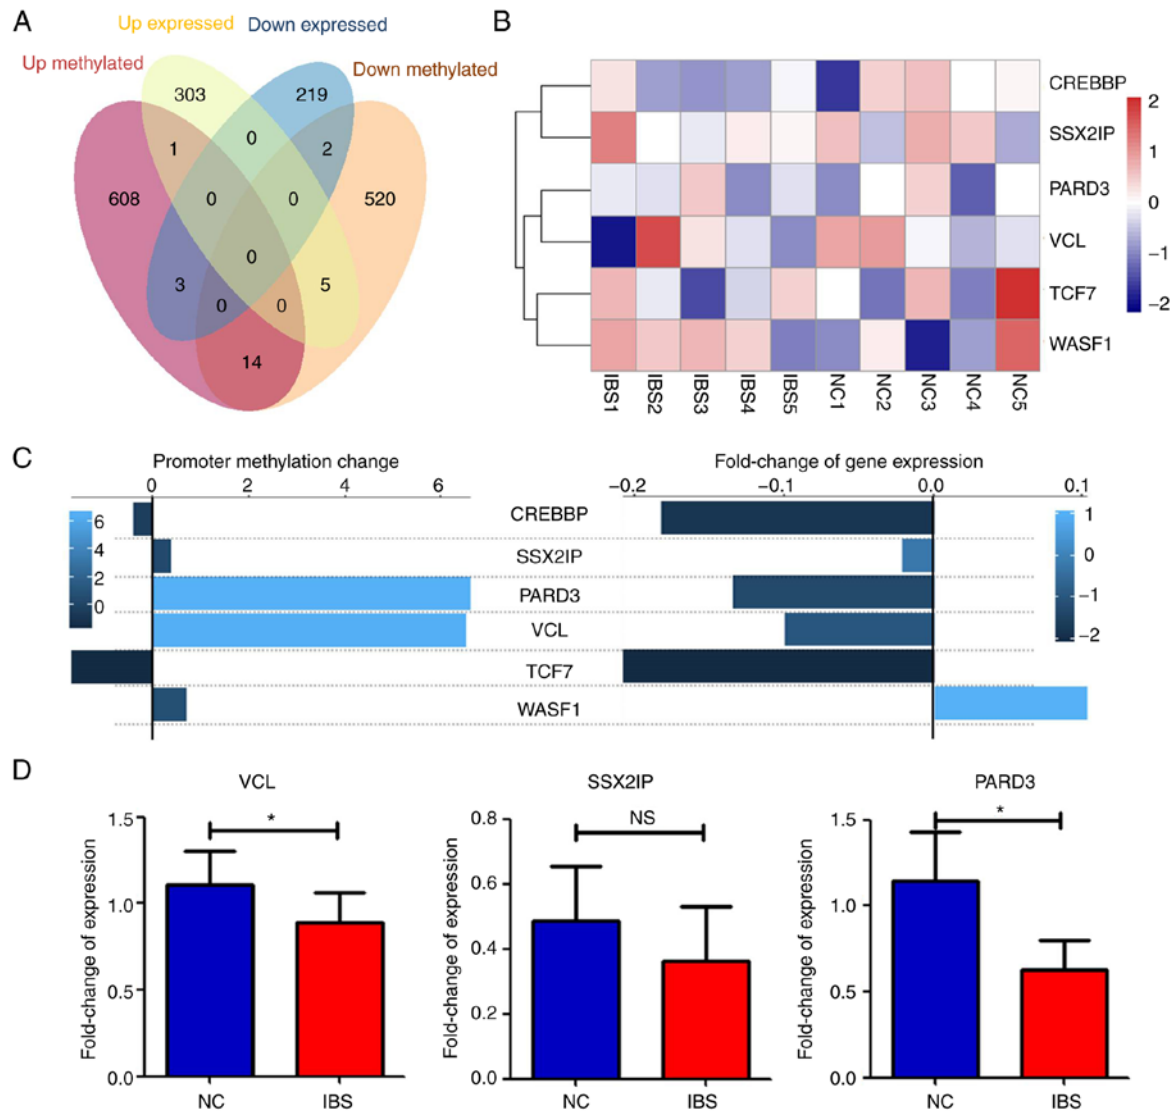 A
Up expressed
Down expressed
Up methylated
Down methylated
303
219
1
0
2
608
0
0
520
0
3
5
0
0
14
B
CREBBP
SSX2IP
PARD3
VCL
TCF7
WASF1
2
1
0
−1
−2
IBS1
IBS2
IBS3
IBS4
IBS5
NC1
NC2
NC3
NC4
NC5
C
Promoter methylation change
0 2 4 6
6
4
2
0
CREBBP
SSX2IP
PARD3
VCL
TCF7
WASF1
Fold-change of gene expression
−0.2 −0.1 0.0 0.1
1
0
−1
−2
D
VCL
Fold-change of expression
1.5
1.0
0.5
0.0
*
NC IBS
SSX2IP
Fold-change of expression
0.8
0.6
0.4
0.2
0.0
NS
NC IBS
PARD3
Fold-change of expression
1.5
1.0
0.5
0.0
*
NC IBS